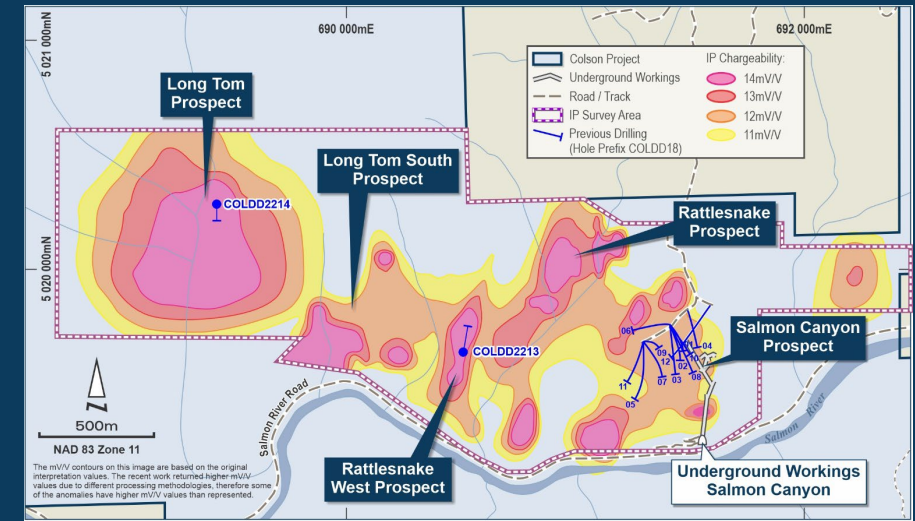 690 000mE
692 000mE
5 021 000mN
5 020 000mN
Colson Project
Underground Workings
Road / Track
IP Survey Area
Previous Drilling
(Hole Prefix COLDD18)
IP Chargeability:
14mV/V
13mV/V
12mV/V
11mV/V
Long Tom
Prospect
Long Tom South
Prospect
COLDD2214
Rattlesnake
Prospect
Salmon Canyon
Prospect
COLDD2213
06
04
09
12
10
02
11
07
03
08
05
Salmon River Road
Salmon River
Rattlesnake
West Prospect
Underground Workings
Salmon Canyon
N
500m
NAD 83 Zone 11
The mV/V contours on this image are based on the original
interpretation values. The recent work returned higher mV/V
values due to different processing methodologies, therefore some
of the anomalies have higher mV/V values than represented.